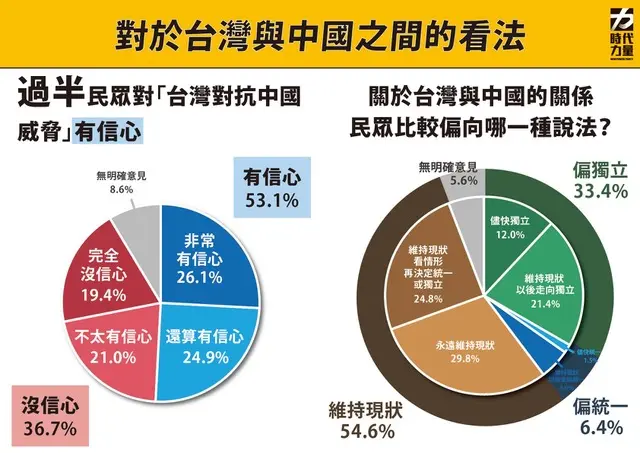 對於台灣與中國之間的看法
力
時代
力量
過半民眾對「台灣對抗中國
威脅」有信心
有信心
53.1%
無明確意見
8.6%
非常
有信心
26.1%
還算有信心
24.9%
不太有信心
21.0%
完全
沒信心
19.4%
沒信心
36.7%
關於台灣與中國的關係
民眾比較偏向哪一種說法？
無明確意見
5.6%
偏獨立
33.4%
儘快獨立
12.0%
維持現狀
以後走向獨立
21.4%
儘快統一
偏統一
6.4%
永遠維持現狀
29.8%
維持現狀
看情形
再決定統一
或獨立
24.8%
維持現狀
54.6%